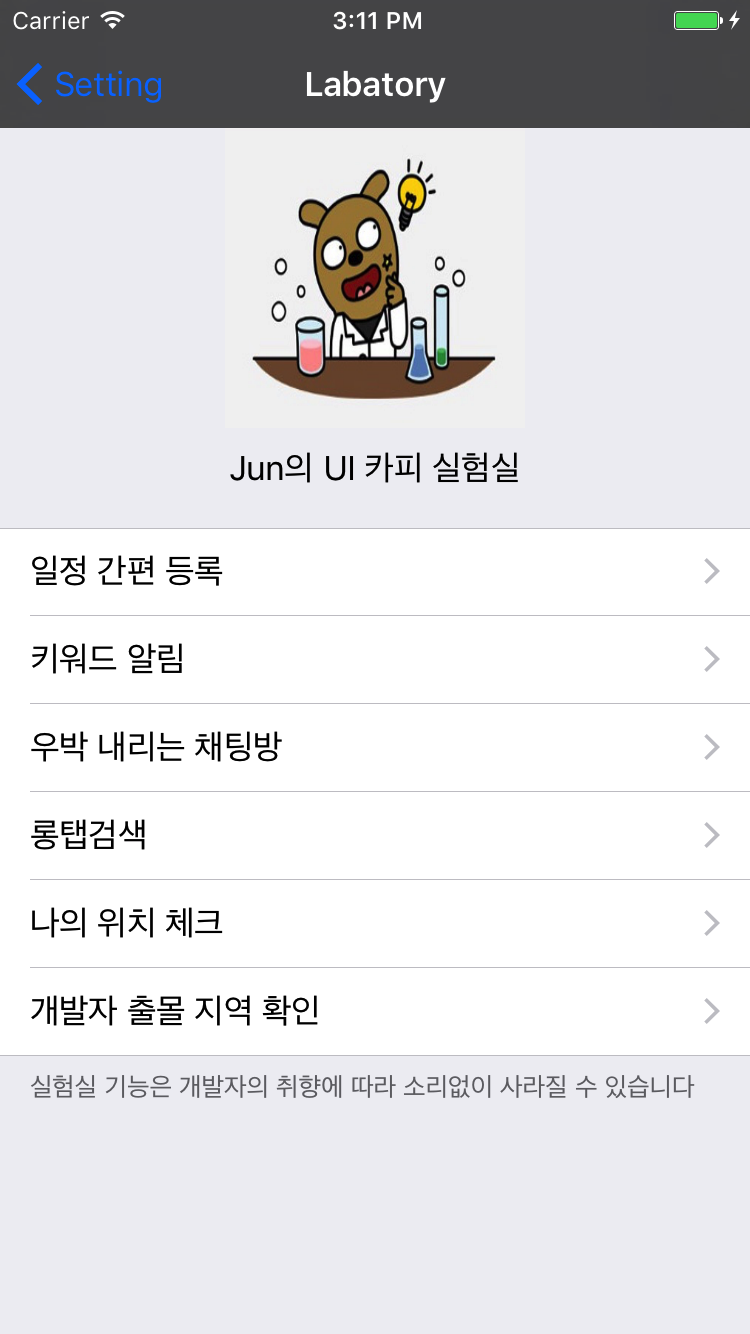 Carrier 3:11 PM
Setting Labatory
Jun의 UI 카피 실험실
일정 간편 등록
키워드 알림
우박 내리는 채팅방
롱탭검색
나의 위치 체크
개발자 출몰 지역 확인
실험실 기능은 개발자의 취향에 따라 소리없이 사라질 수 있습니다